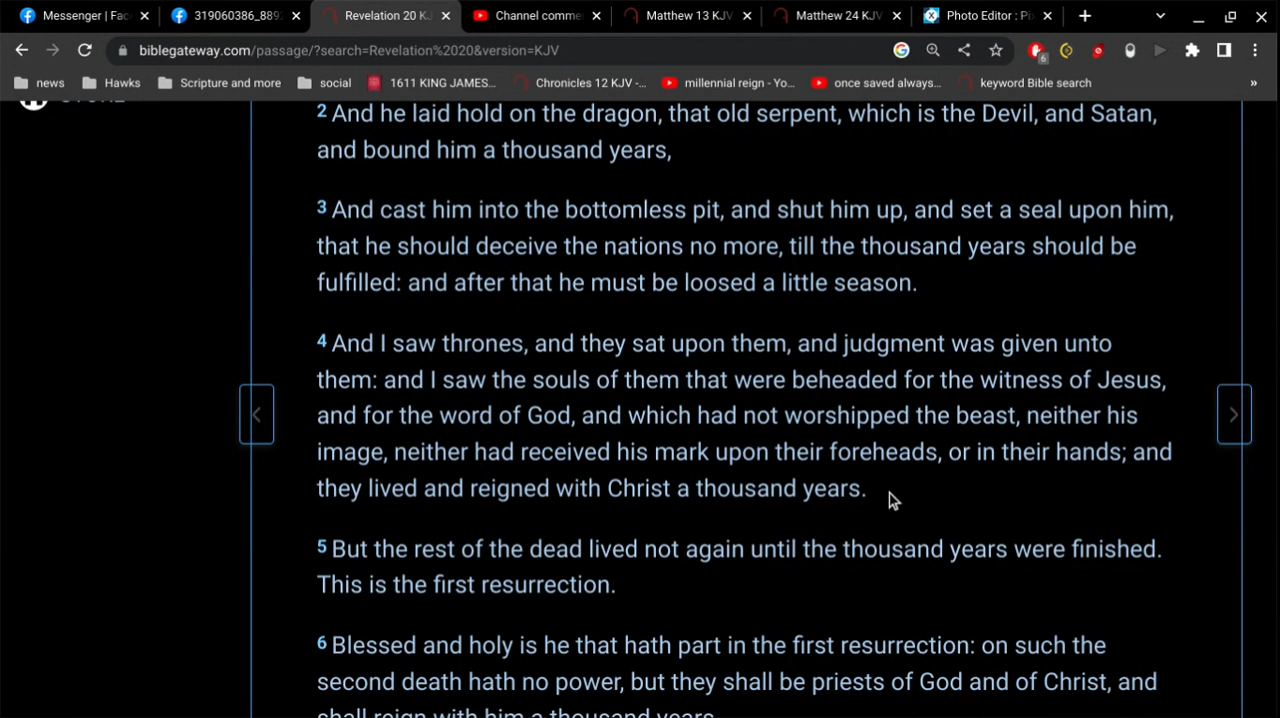 Messenger | Fac
319060386_889
Revelation 20 KJ
Channel comme
Matthew 13 KJV
Matthew 24 KJV
Photo Editor : Pi
biblegateway.com/passage/?search=Revelation%2020&version=KJV
6
news
Hawks
Scripture and more
social
1611 KING JAMES...
Chronicles 12 KJV -...
millennial reign - Yo...
once saved always...
keyword Bible search
»
2 And he laid hold on the dragon, that old serpent, which is the Devil, and Satan,
and bound him a thousand years,
3 And cast him into the bottomless pit, and shut him up, and set a seal upon him,
that he should deceive the nations no more, till the thousand years should be
fulfilled: and after that he must be loosed a little season.
4 And I saw thrones, and they sat upon them, and judgment was given unto
them: and I saw the souls of them that were beheaded for the witness of Jesus,
and for the word of God, and which had not worshipped the beast, neither his
image, neither had received his mark upon their foreheads, or in their hands; and
they lived and reigned with Christ a thousand years.
5 But the rest of the dead lived not again until the thousand years were finished.
This is the first resurrection.
6 Blessed and holy is he that hath part in the first resurrection: on such the
second death hath no power, but they shall be priests of God and of Christ, and
shall reign with him a thousand years